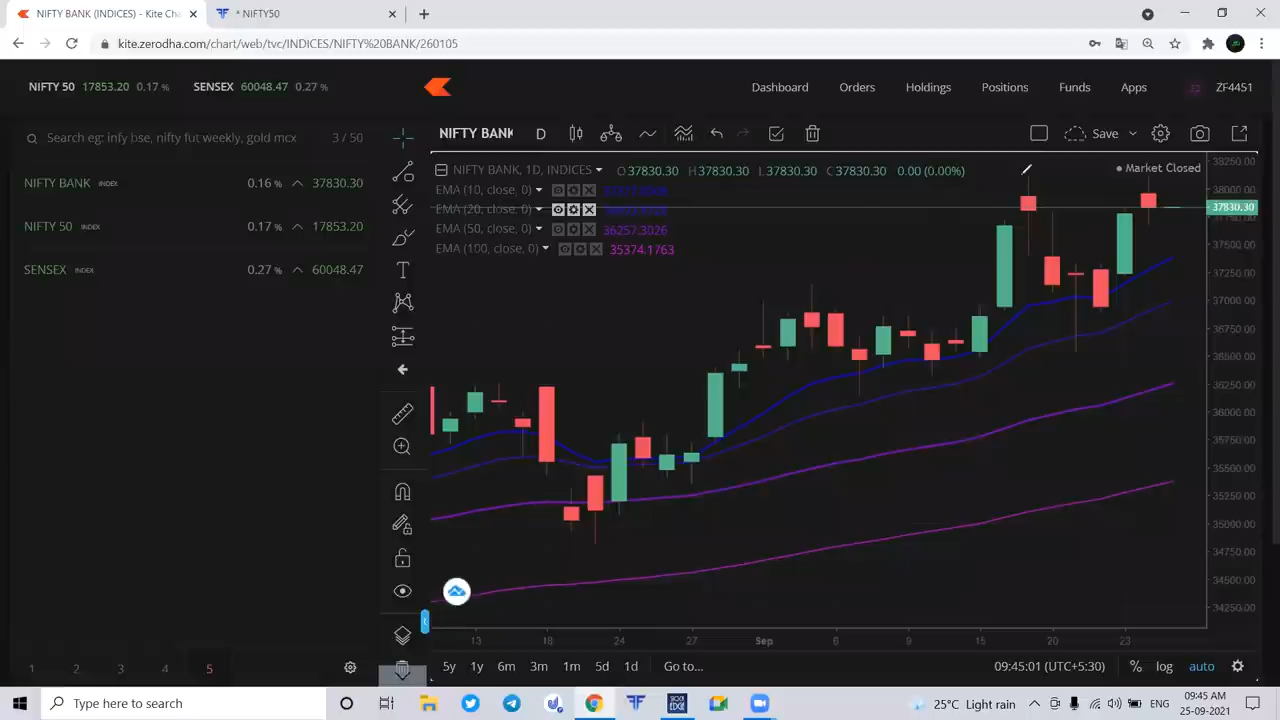 NIFTY BANK (INDICES) - Kite Cha
* NIFTY50
kite.zerodha.com/chart/web/tvc/INDICES/NIFTY%20BANK/260105
NIFTY 50 17853.20 0.17 % SENSEX 60048.47 0.27 %
Dashboard Orders Holdings Positions Funds Apps ZF4451
Search eg: infy bse, nifty fut weekly, gold mcx 3 / 50
NIFTY BANK D Save
NIFTY BANK INDEX 0.16 % 37830.30
NIFTY 50 INDEX 0.17 % 17853.20
SENSEX INDEX 0.27 % 60048.47
NIFTY BANK, 1D, INDICES O37830.30 H37830.30 L37830.30 C37830.30 0.00 (0.00%) Market Closed
EMA (10, close, 0)
EMA (20, close, 0)
EMA (50, close, 0) 36257.3026
EMA (100, close, 0) 35374.1763
38250.00
38000.00
37830.30
37500.00
37250.00
37000.00
36750.00
36500.00
36250.00
36000.00
35750.00
35500.00
35250.00
35000.00
34750.00
34500.00
34250.00
13 18 24 27 Sep 6 9 15 20 23
1 2 3 4 5
5y 1y 6m 3m 1m 5d 1d Go to... 09:45:01 (UTC+5:30) % log auto
Type here to search
25°C Light rain ENG
09:45 AM
25-09-2021